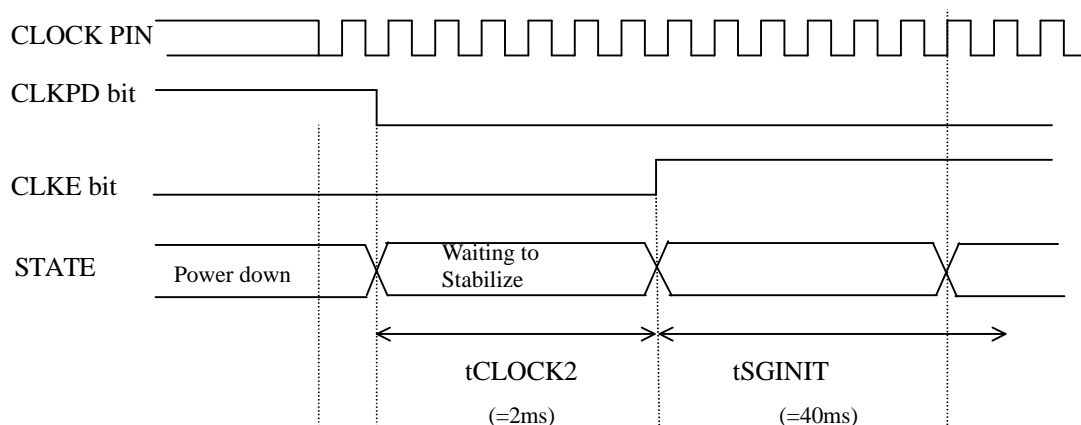 CLOCK PIN
CLKPD bit
CLKE bit
STATE
Power down
Waiting to
Stabilize
tCLOCK2
tSGINIT
(=2ms)
(=40ms)